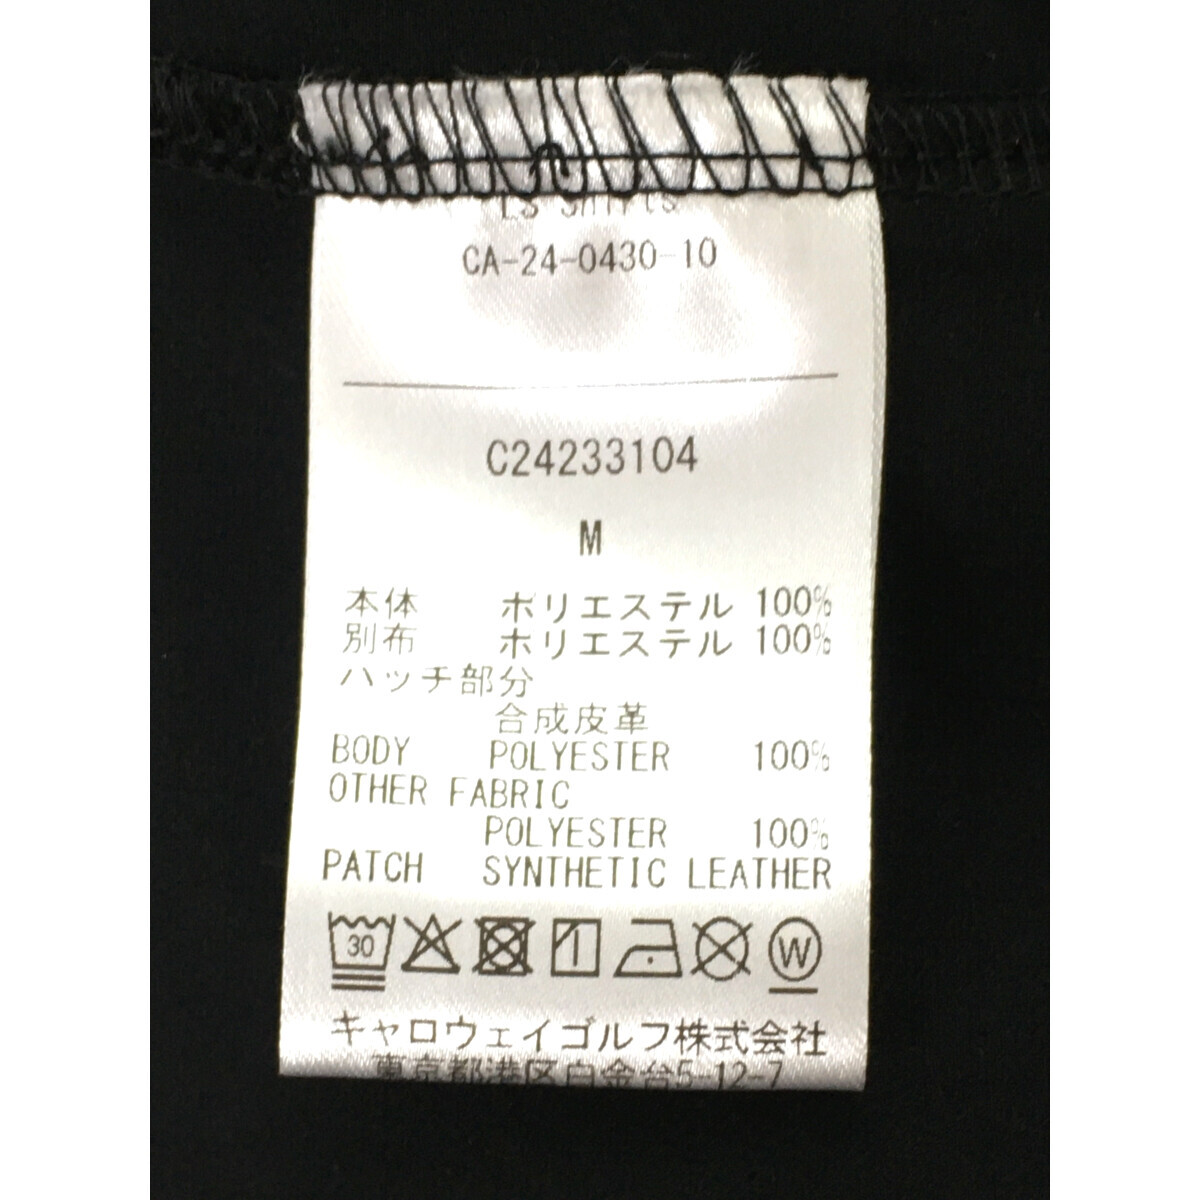 LS Shirts
CA-24-0430-10
C24233104
M
本体 ポリエステル 100%
別布 ポリエステル 100%
ハッチ部分
合成皮革
BODY POLYESTER 100%
OTHER FABRIC
POLYESTER 100%
PATCH SYNTHETIC LEATHER
30 W
キャロウェイゴルフ株式会社
東京都港区白金台5-12-7